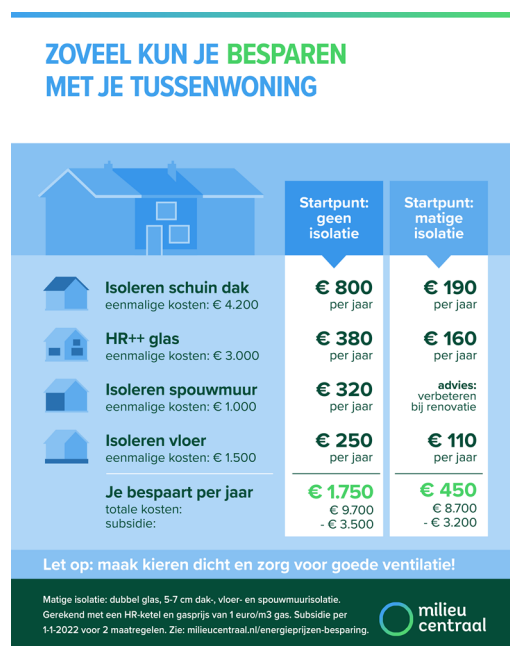 ZOVEEL KUN JE BESPAREN
MET JE TUSSENWONING
Startpunt:
geen
isolatie
Startpunt:
matige
isolatie
Isoleren schuin dak
eenmalige kosten: € 4.200
€ 800
per jaar
€ 190
per jaar
HR++ glas
eenmalige kosten: € 3.000
€ 380
per jaar
€ 160
per jaar
Isoleren spouwmuur
eenmalige kosten: € 1.000
€ 320
per jaar
advies:
verbeteren
bij renovatie
Isoleren vloer
eenmalige kosten: € 1.500
€ 250
per jaar
€ 110
per jaar
Je bespaart per jaar
totale kosten:
subsidie:
€ 1.750
€ 9.700
- € 3.500
€ 450
€ 8.700
- € 3.200
Let op: maak kieren dicht en zorg voor goede ventilatie!
Matige isolatie: dubbel glas, 5-7 cm dak-, vloer- en spouwmuurisolatie.
Gerekend met een HR-ketel en gasprijs van 1 euro/m3 gas. Subsidie per
1-1-2022 voor 2 maatregelen. Zie: milieucentraal.nl/energieprijzen-besparing.
milieu
centraal